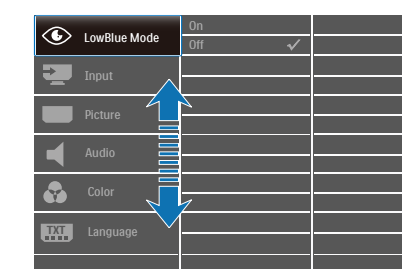 LowBlue Mode
On
Off
Input
Picture
Audio
Color
TXT
Language